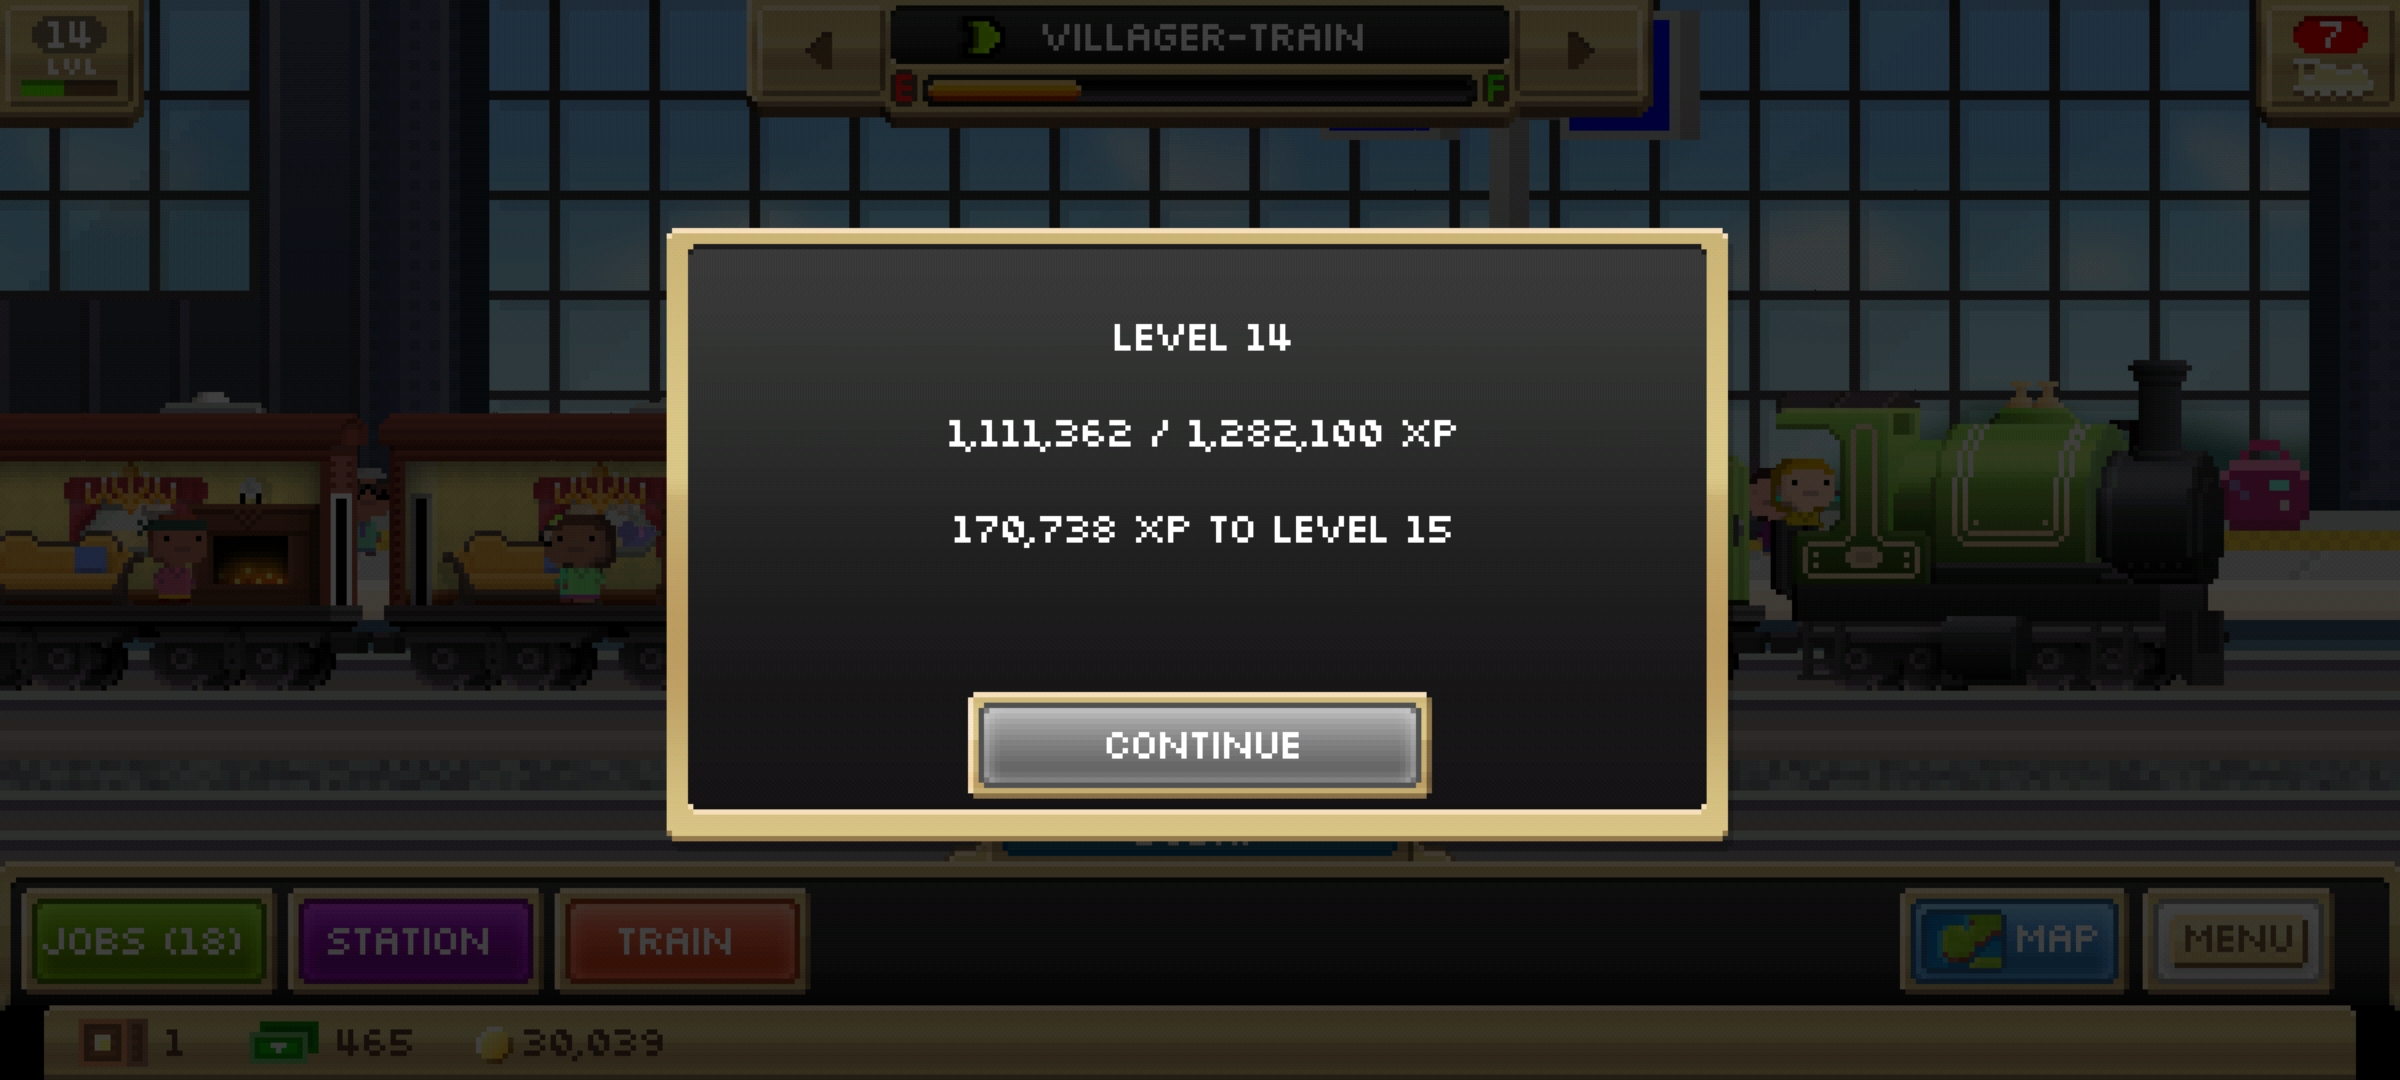 14
LVL
VILLAGER-TRAIN
E
F
7
LEVEL 14
1,111,362 / 1,282,100 XP
170,738 XP TO LEVEL 15
CONTINUE
JOBS (18)
STATION
TRAIN
MAP
MENU
1
465
30,039